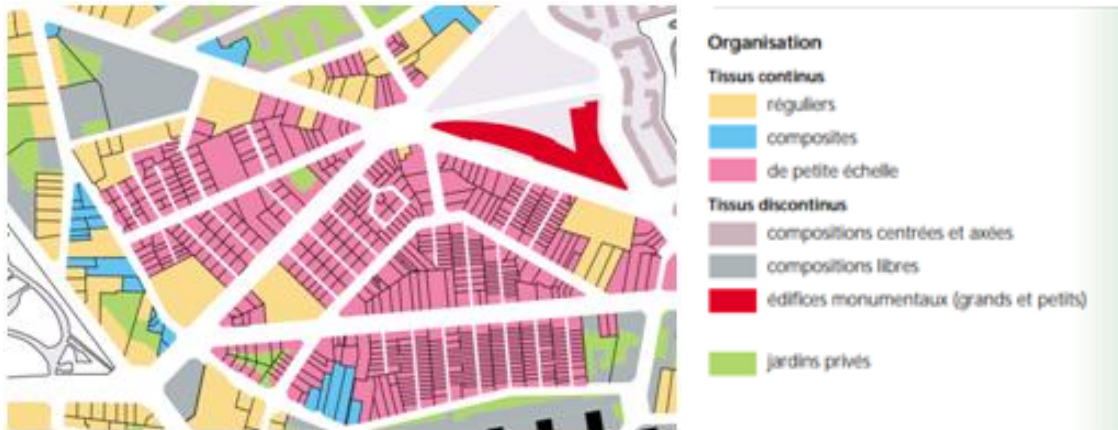 Organisation
Tissus continus
réguliers
composites
de petite échelle
Tissus discontinus
compositions centrées et axées
compositions libres
édifices monumentaux (grands et petits)
jardins privés